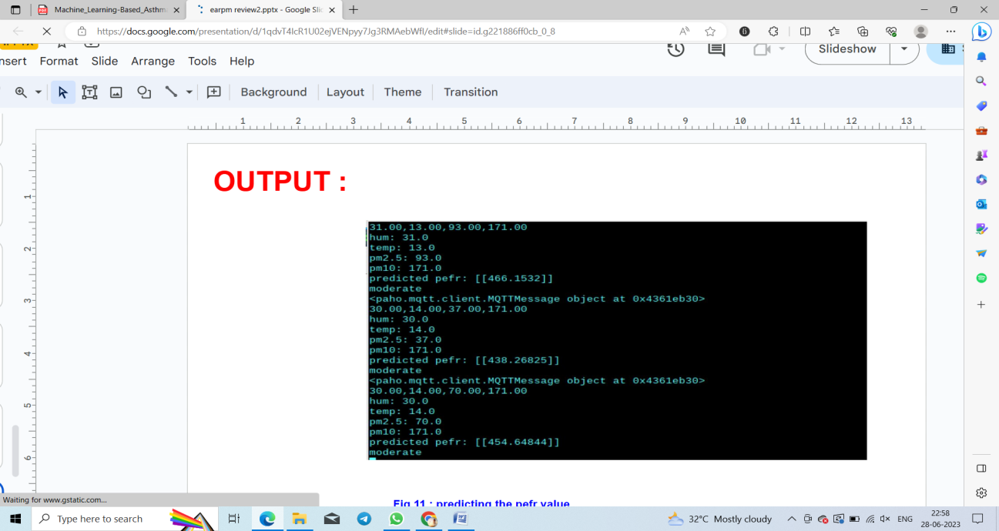 Machine_Learning-Based_Asthma
earpm review2.pptx - Google Slid
https://docs.google.com/presentation/d/1qdvT4lcR1U02ejVENpyy7Jg3RMAebWfl/edit#slide=id.g221886ff0cb_0_8
nsert Format Slide Arrange Tools Help
Slideshow
Background Layout Theme Transition
1 2 3 4 5 6 7 8 9 10 11 12 13
1
2
3
4
5
6
OUTPUT :
31.00,13.00,93.00,171.00
hum: 31.0
temp: 13.0
pm2.5: 93.0
pm10: 171.0
predicted pefr: [[466.1532]]
moderate
<paho.mqtt.client.MQTTMessage object at 0x4361eb30>
30.00,14.00,37.00,171.00
hum: 30.0
temp: 14.0
pm2.5: 37.0
pm10: 171.0
predicted pefr: [[438.26825]]
moderate
<paho.mqtt.client.MQTTMessage object at 0x4361eb30>
30.00,14.00,70.00,171.00
hum: 30.0
temp: 14.0
pm2.5: 70.0
pm10: 171.0
predicted pefr: [[454.64844]]
moderate
Fig 11 : predicting the pefr value
Waiting for www.gstatic.com...
Type here to search
32°C Mostly cloudy
ENG
22:58
28-06-2023